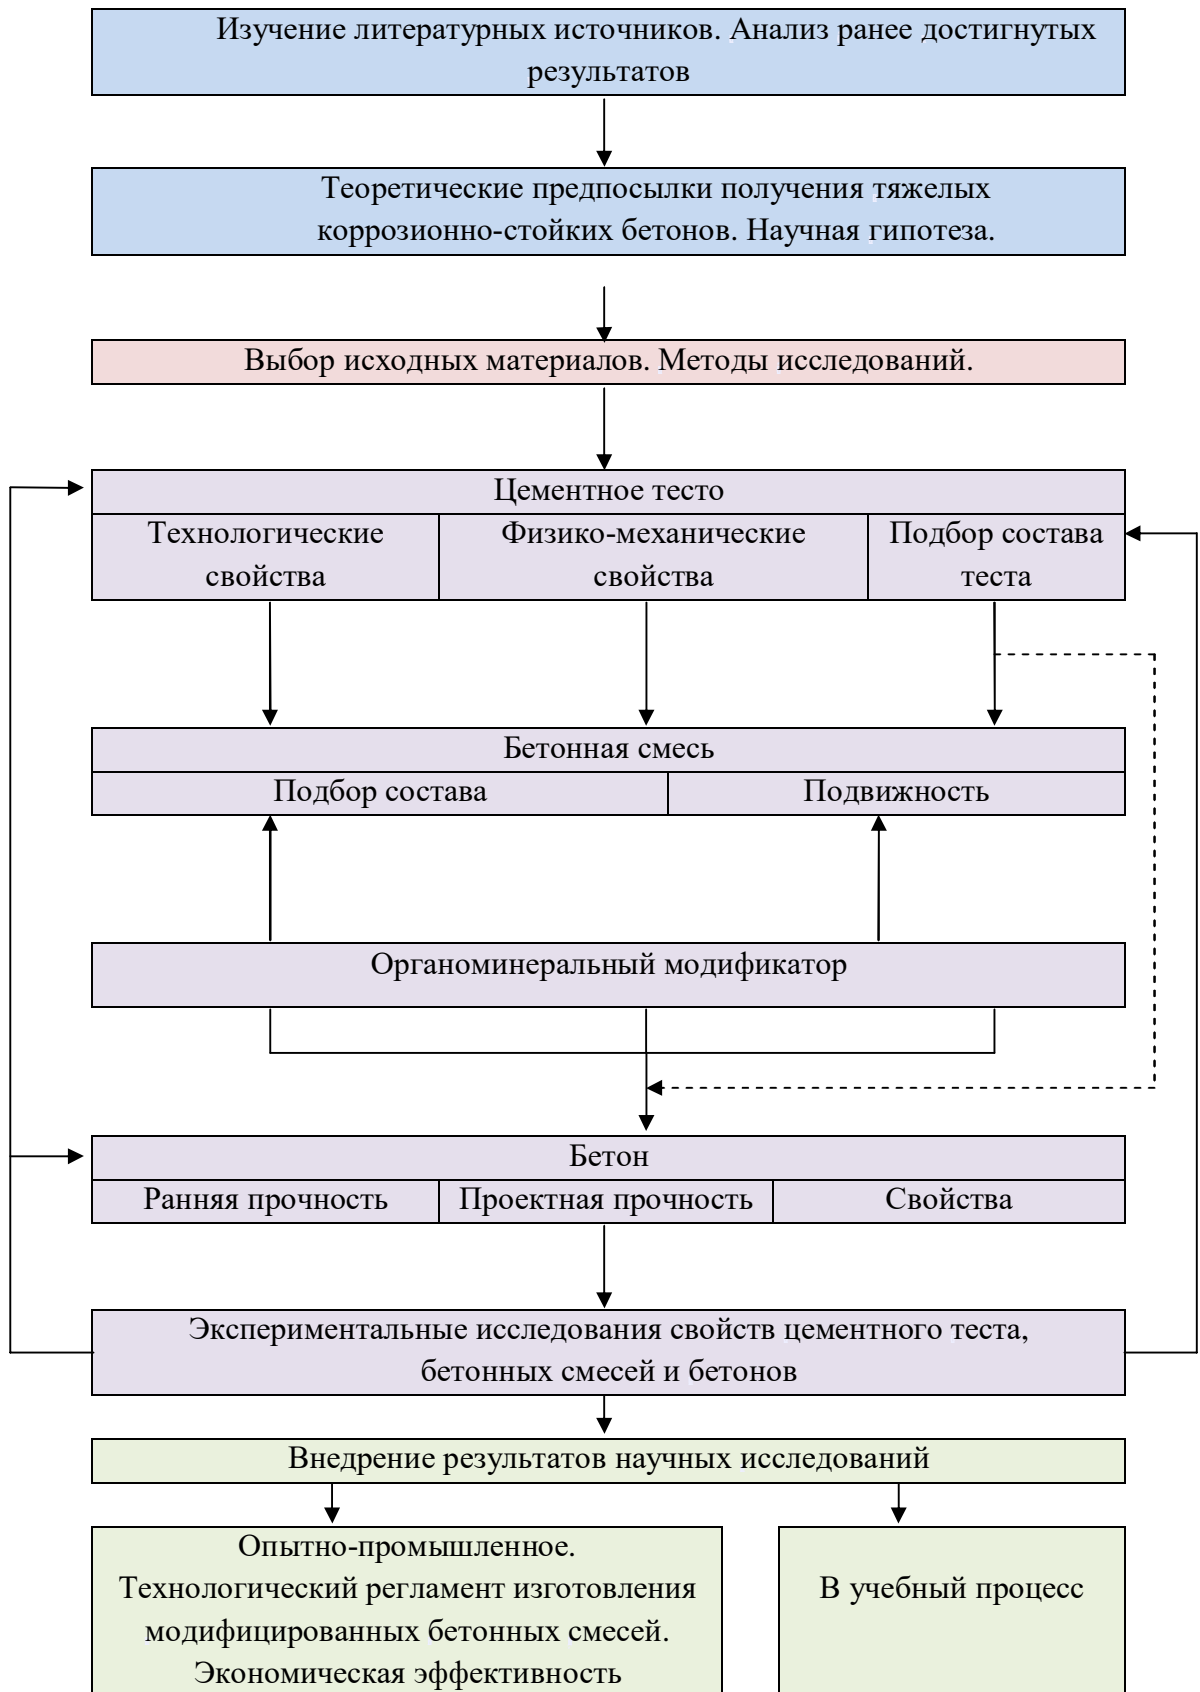 Изучение литературных источников. Анализ ранее достигнутых
результатов
Теоретические предпосылки получения тяжелых
коррозионно-стойких бетонов. Научная гипотеза.
Выбор исходных материалов. Методы исследований.
Цементное тесто
Технологические
свойства
Физико-механические
свойства
Подбор состава
теста
Бетонная смесь
Подбор состава
Подвижность
Органоминеральный модификатор
Бетон
Ранняя прочность
Проектная прочность
Свойства
Экспериментальные исследования свойств цементного теста,
бетонных смесей и бетонов
Внедрение результатов научных исследований
Опытно-промышленное.
Технологический регламент изготовления
модифицированных бетонных смесей.
Экономическая эффективность
В учебный процесс